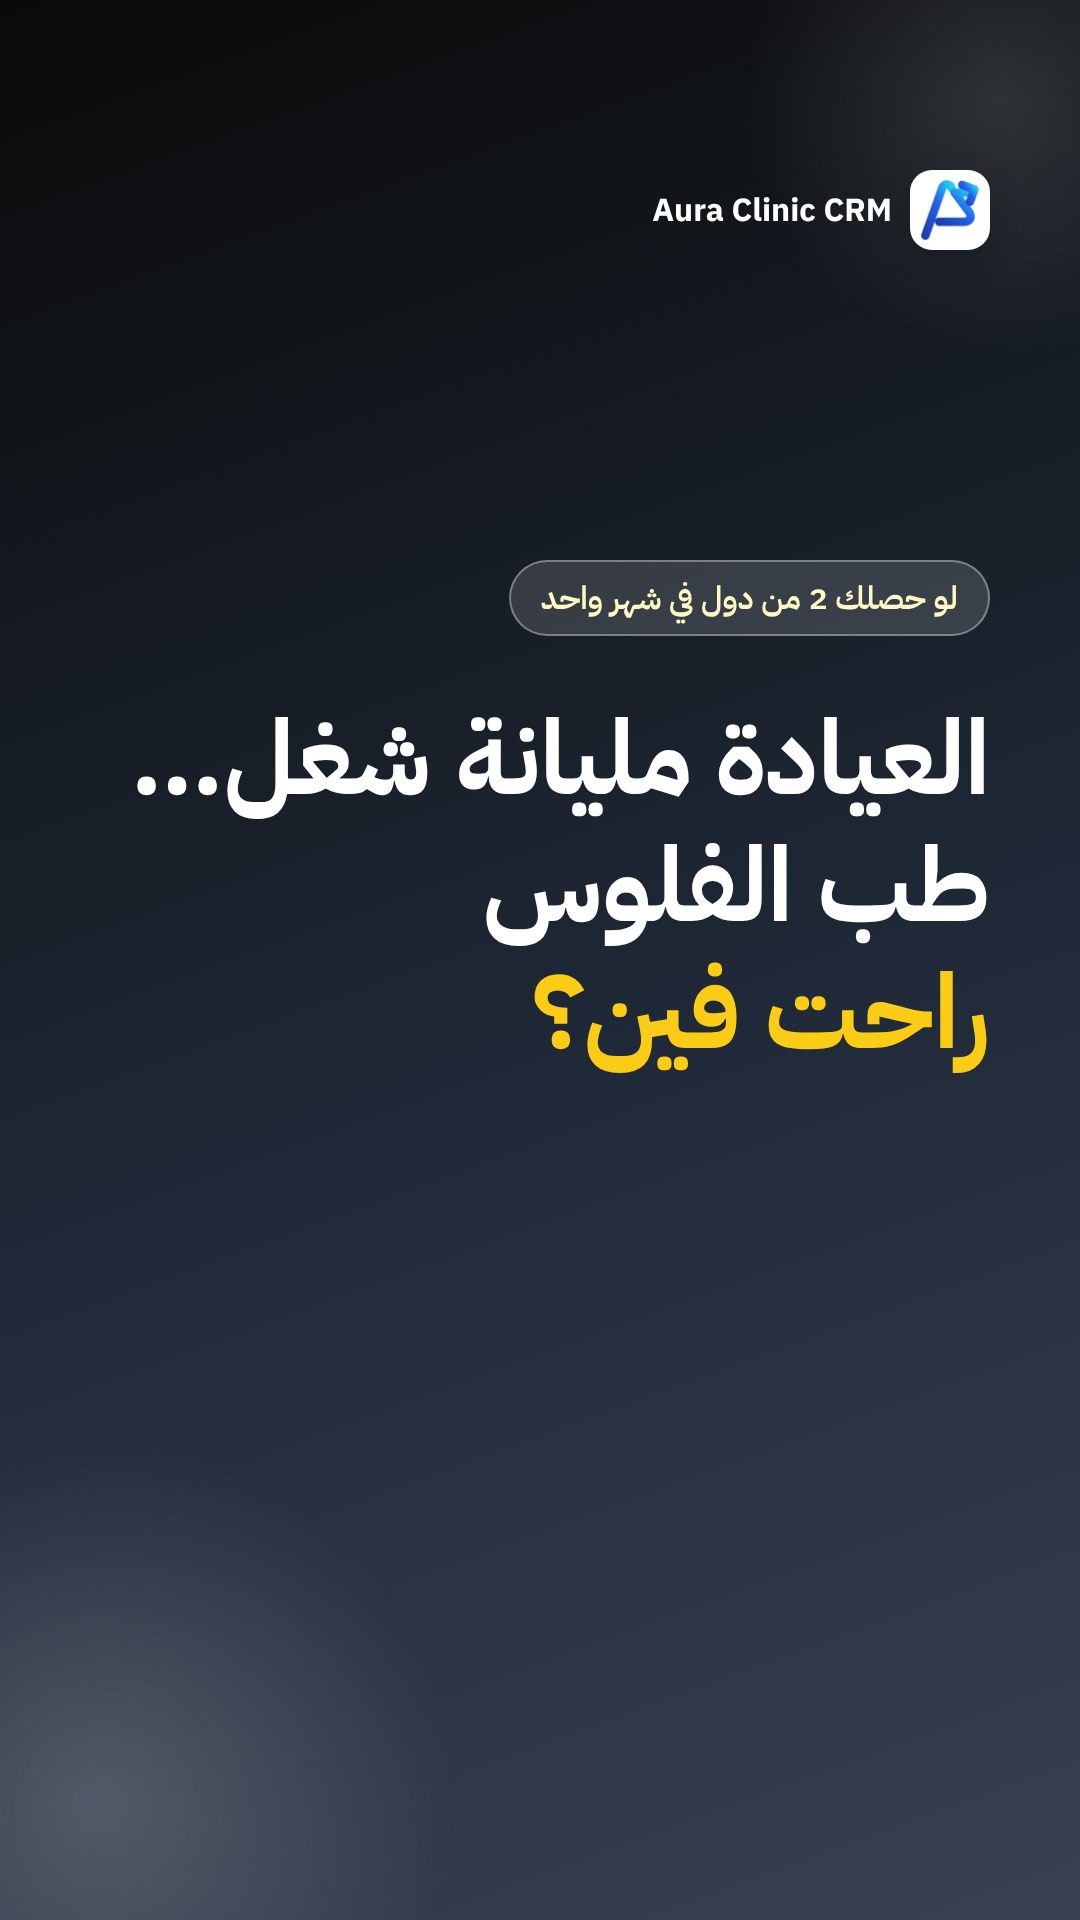 Aura Clinic CRM
لو حصلك 2 من دول في شهر واحد
العيادة مليانة شغل...
طب الفلوس
راحت فين؟